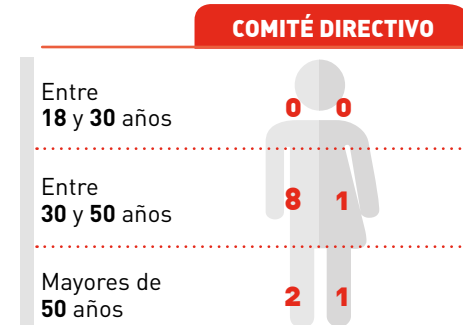 COMITÉ DIRECTIVO
Entre
18 y 30 años
0 0
Entre
30 y 50 años
8 1
Mayores de
50 años
2 1